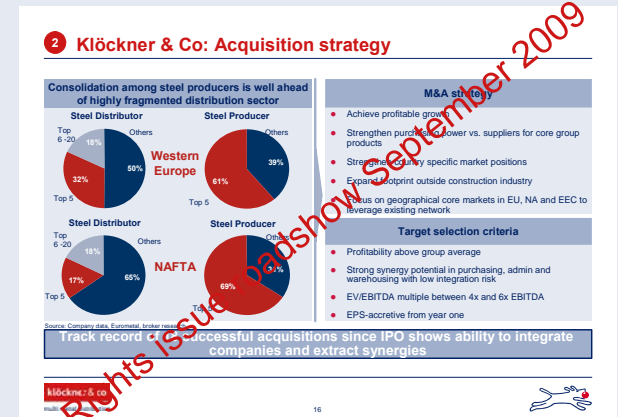 2 Klöckner & Co: Acquisition strategy
Consolidation among steel producers is well ahead
of highly fragmented distribution sector
Steel Distributor
Steel Producer
Top
6 -20
18%
Others
50%
32%
Top 5
Western
Europe
Others
39%
61%
Top 5
Steel Distributor
Steel Producer
Top
6 -20
18%
Others
65%
17%
Top 5
NAFTA
Others
69%
Top 5
Source: Company data, Eurometal, broker research
M&A strategy
Achieve profitable growth
Strengthen purchasing power vs. suppliers for core group
products
Strengthen country specific market positions
Expand footprint outside construction industry
Focus on geographical core markets in EU, NA and EEC to
leverage existing network
Target selection criteria
Profitability above group average
Strong synergy potential in purchasing, admin and
warehousing with low integration risk
EV/EBITDA multiple between 4x and 6x EBITDA
EPS-accretive from year one
Track record of successful acquisitions since IPO shows ability to integrate
companies and extract synergies
Rights issue roadshow September 2009
klöckner & co
multi metal
16